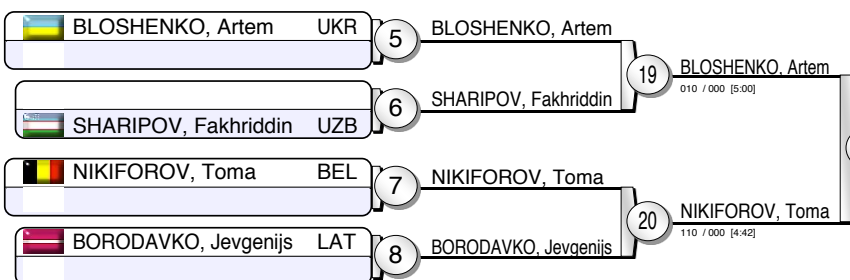 BLOSHENKO, Artem UKR
5
BLOSHENKO, Artem
19
BLOSHENKO, Artem
010 / 000 [5:00]
SHARIPOV, Fakhriddin UZB
6
SHARIPOV, Fakhriddin
NIKIFOROV, Toma BEL
7
NIKIFOROV, Toma
20
NIKIFOROV, Toma
110 / 000 [4:42]
BORODAVKO, Jevgenijs LAT
8
BORODAVKO, Jevgenijs